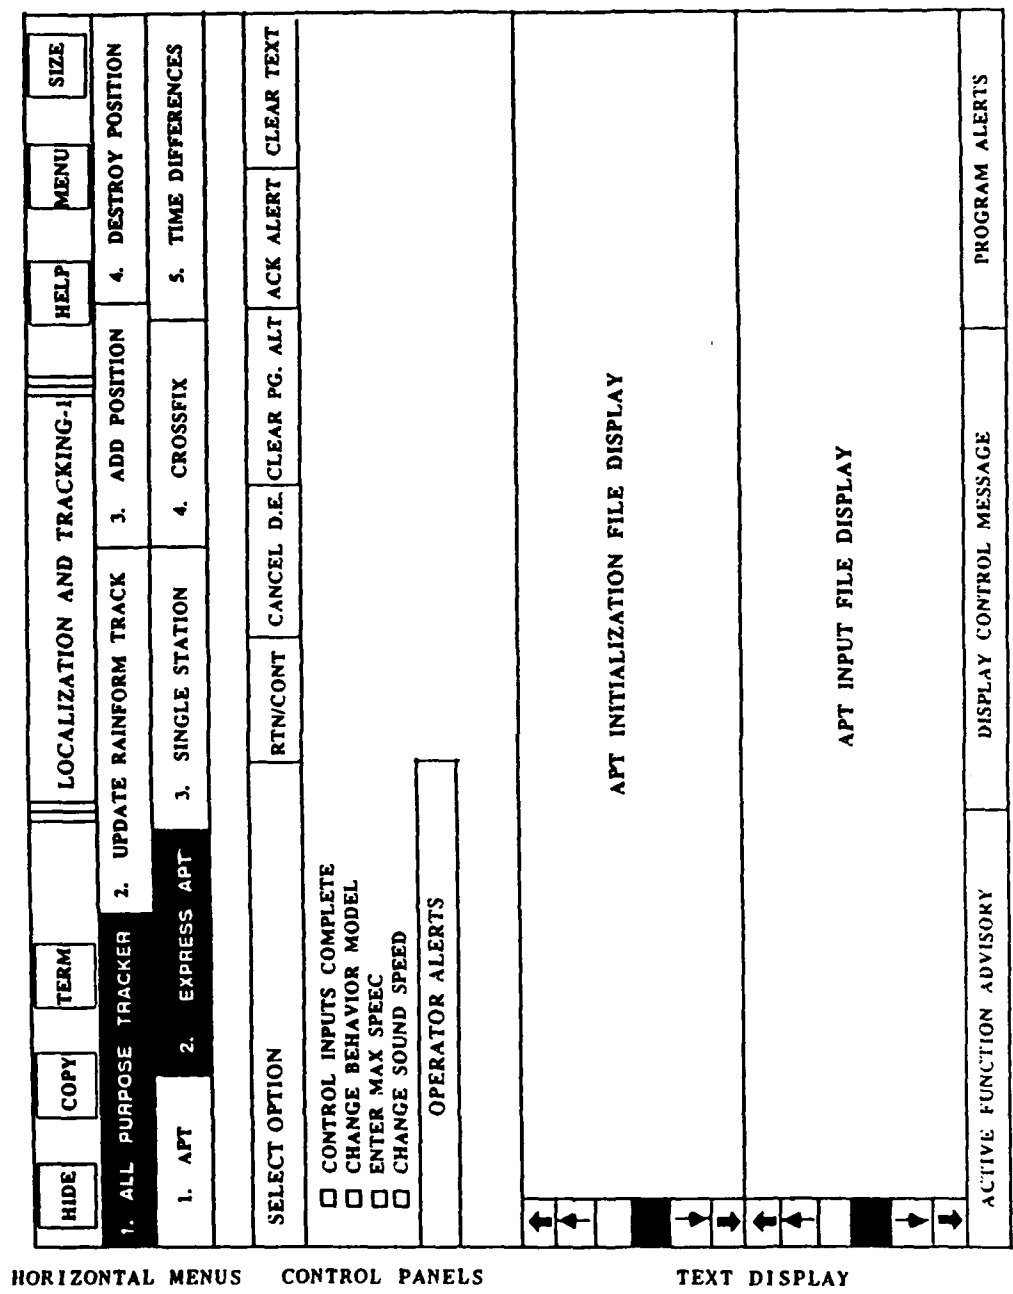 HIDE COPY TERM LOCALIZATION AND TRACKING-1 HELP MENU SIZE
1. ALL PURPOSE TRACKER 2. UPDATE RAINFORM TRACK 3. ADD POSITION 4. DESTROY POSITION
1. APT 2. EXPRESS APT 3. SINGLE STATION 4. CROSSFIX 5. TIME DIFFERENCES
SELECT OPTION RTN/CONT CANCEL D.E. CLEAR PG. ALT ACK ALERT CLEAR TEXT
CONTROL INPUTS COMPLETE
CHANGE BEHAVIOR MODEL
ENTER MAX SPEEC
CHANGE SOUND SPEED
OPERATOR ALERTS
APT INITIALIZATION FILE DISPLAY
APT INPUT FILE DISPLAY
ACTIVE FUNCTION ADVISORY DISPLAY CONTROL MESSAGE PROGRAM ALERTS
HORIZONTAL MENUS CONTROL PANELS TEXT DISPLAY